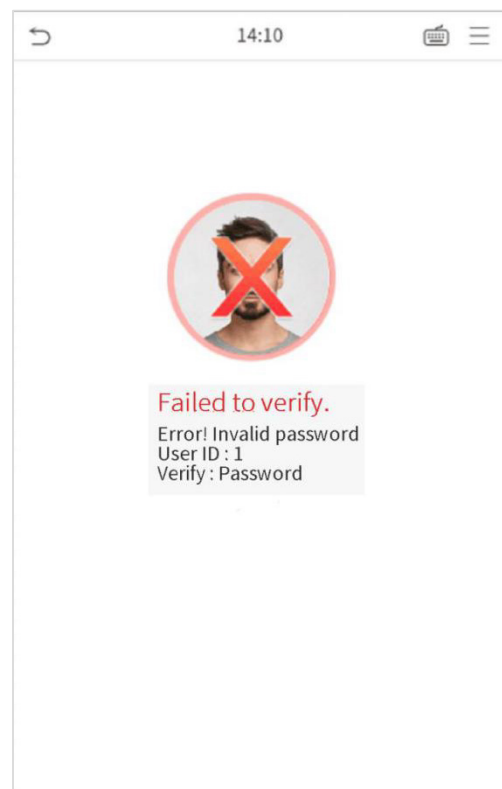 14:10
Failed to verify.
Error! Invalid password
User ID : 1
Verify : Password